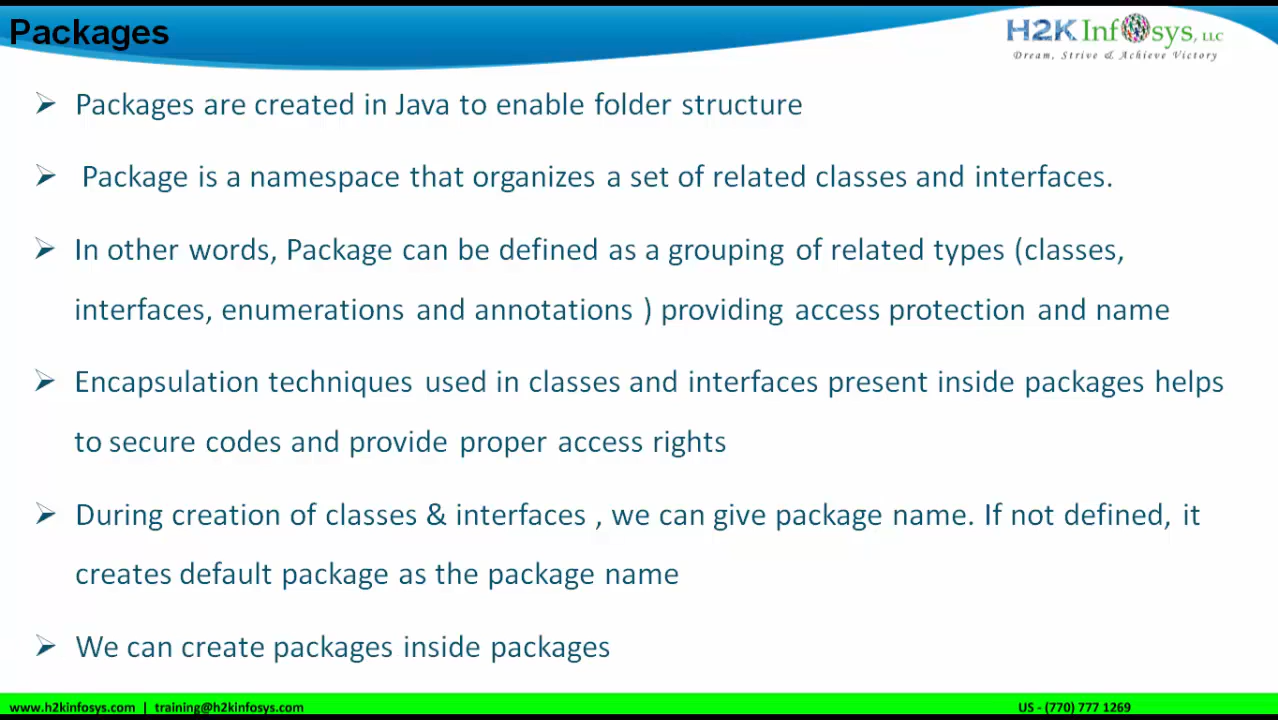 Packages
H2K Infosys, LLC
Dream, Strive & Achieve Victory
Packages are created in Java to enable folder structure
Package is a namespace that organizes a set of related classes and interfaces.
In other words, Package can be defined as a grouping of related types (classes,
interfaces, enumerations and annotations ) providing access protection and name
Encapsulation techniques used in classes and interfaces present inside packages helps
to secure codes and provide proper access rights
During creation of classes & interfaces , we can give package name. If not defined, it
creates default package as the package name
We can create packages inside packages
www.h2kinfosys.com | training@h2kinfosys.com
US - (770) 777 1269